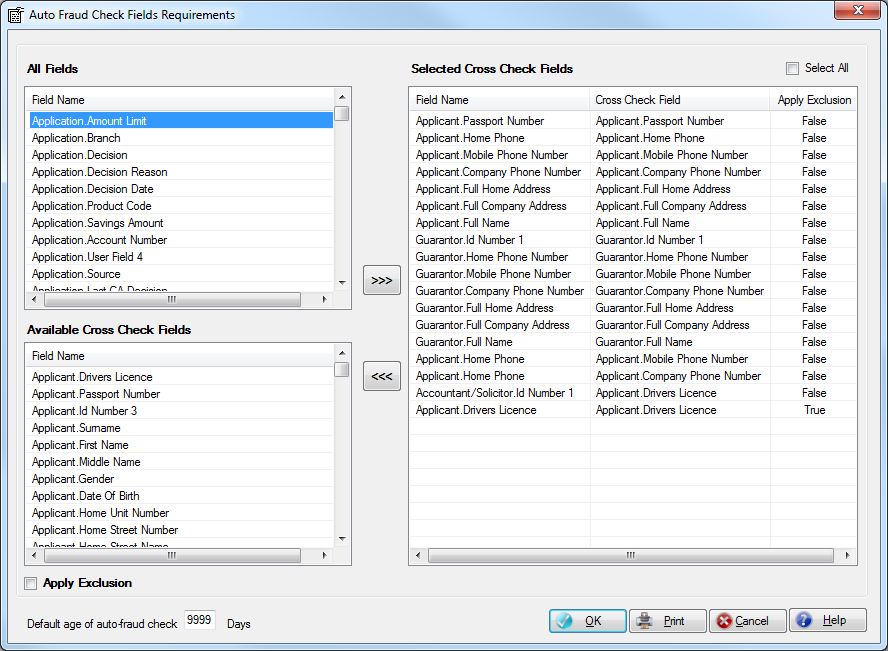 Auto Fraud Check Fields Requirements
All Fields
Field Name
Application.Amount Limit
Application.Branch
Application.Decision
Application.Decision Reason
Application.Decision Date
Application.Product Code
Application.Savings Amount
Application.Account Number
Application.User Field 4
Application.Source
Application.Last CA Decision
Available Cross Check Fields
Field Name
Applicant.Drivers Licence
Applicant.Passport Number
Applicant.Id Number 3
Applicant.Surname
Applicant.First Name
Applicant.Middle Name
Applicant.Gender
Applicant.Date Of Birth
Applicant.Home Unit Number
Applicant.Home Street Number
Applicant.Home Street Name
Apply Exclusion
Default age of auto-fraud check 9999 Days
>>>
<<<
Selected Cross Check Fields Select All
Field Name Cross Check Field Apply Exclusion
Applicant.Passport Number Applicant.Passport Number False
Applicant.Home Phone Applicant.Home Phone False
Applicant.Mobile Phone Number Applicant.Mobile Phone Number False
Applicant.Company Phone Number Applicant.Company Phone Number False
Applicant.Full Home Address Applicant.Full Home Address False
Applicant.Full Company Address Applicant.Full Company Address False
Applicant.Full Name Applicant.Full Name False
Guarantor.Id Number 1 Guarantor.Id Number 1 False
Guarantor.Home Phone Number Guarantor.Home Phone Number False
Guarantor.Mobile Phone Number Guarantor.Mobile Phone Number False
Guarantor.Company Phone Number Guarantor.Company Phone Number False
Guarantor.Full Home Address Guarantor.Full Home Address False
Guarantor.Full Company Address Guarantor.Full Company Address False
Guarantor.Full Name Guarantor.Full Name False
Applicant.Home Phone Applicant.Mobile Phone Number False
Applicant.Home Phone Applicant.Company Phone Number False
Accountant/Solicitor.Id Number 1 Applicant.Drivers Licence False
Applicant.Drivers Licence Applicant.Drivers Licence True
OK Print Cancel Help